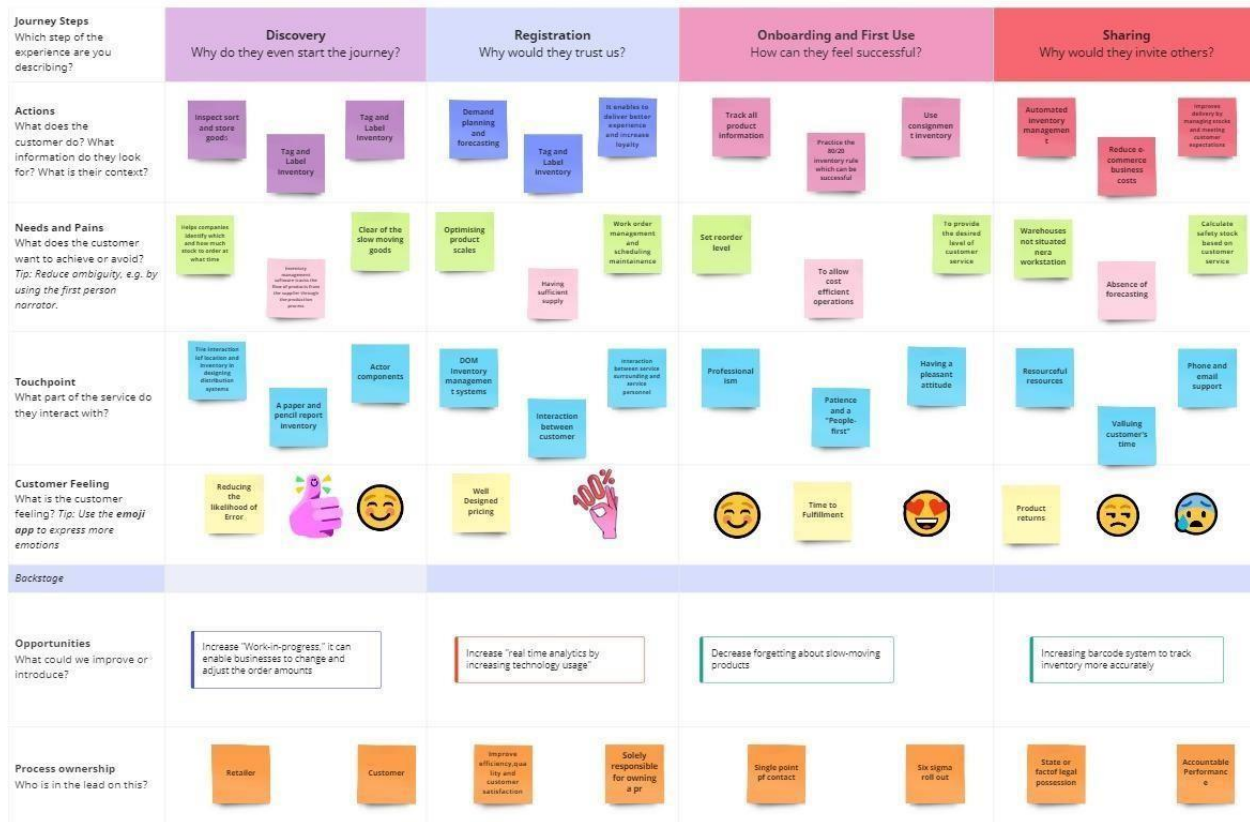 Journey Steps
Which step of the
experience are you
describing?
Discovery
Why do they even start the journey?
Registration
Why would they trust us?
Onboarding and First Use
How can they feel successful?
Sharing
Why would they invite others?
Actions
What does the
customer do? What
information do they look
for? What is their context?
Inspect sort
and store
goods
Tag and
Label
Inventory
Tag and
Label
Inventory
Demand
planning
and
forecasting
Tag and
Label
Inventory
It enables to
deliver better
experience and
increase
loyality
Track all
product
information
Practice the
80/20
inventory rule
which can be
successful
Use
consignmen
t inventory
Automated
inventory
managemen
t
Reduce e-
commerce
business
costs
Improves
delivery by
managing stocks
and meeting
customer
expectations
Needs and Pains
What does the customer
want to achieve or avoid?
Tip: Reduce ambiguity, e.g. by
using the first person
narrator.
Helps companies
identify which
and how much
stock to order at
what time
Inventory
management
software tracks the
flow of products from
the supplier through
the production
process
Clear of the
slow moving
goods
Optimising
product
scales
Having
sufficient
supply
Work order
management
and
scheduling
maintainance
Set reorder
level
To allow
cost
efficient
operations
To provide
the desired
level of
customer
service
Warehouses
not situated
nera
workstation
Absence of
forecasting
Calculate
safety stock
based on
customer
service
Touchpoint
What part of the service do
they interact with?
interaction
of location and
inventory in
designing
distribution
systems
A paper and
pencil report
inventory
Actor
components
DOM
inventory
managemen
t systems
Interaction
between
customer
Interaction
between service
surrounding and
service
personnel
Professional
ism
Patience
and a
"People-
first"
Having a
pleasant
attitude
Resourceful
resources
Valluing
customer's
time
Phone and
email
support
Customer Feeling
What is the customer
feeling? Tip: Use the emoji
app to express more
emotions
Reducing
the
likelihood of
Error
Well
Designed
pricing
100%
Time to
Fulfillment
Product
returns
Backstage
Opportunities
What could we improve or
introduce?
Increase "Work-in-progress." it can
enable businesses to change and
adjust the order amounts
Increase "real time analytics by
increasing technology usage"
Decrease forgetting about slow-moving
products
Increasing barcode system to track
inventory more accurately
Process ownership
Who is in the lead on this?
Retailer
Customer
Improve
efficiency,qua
lity and
customer
satisfaction
Solely
responsible
for owning
a pr
Single point
pf contact
Six sigma
roll out
State or
factof legal
possession
Accountable
Performanc
e